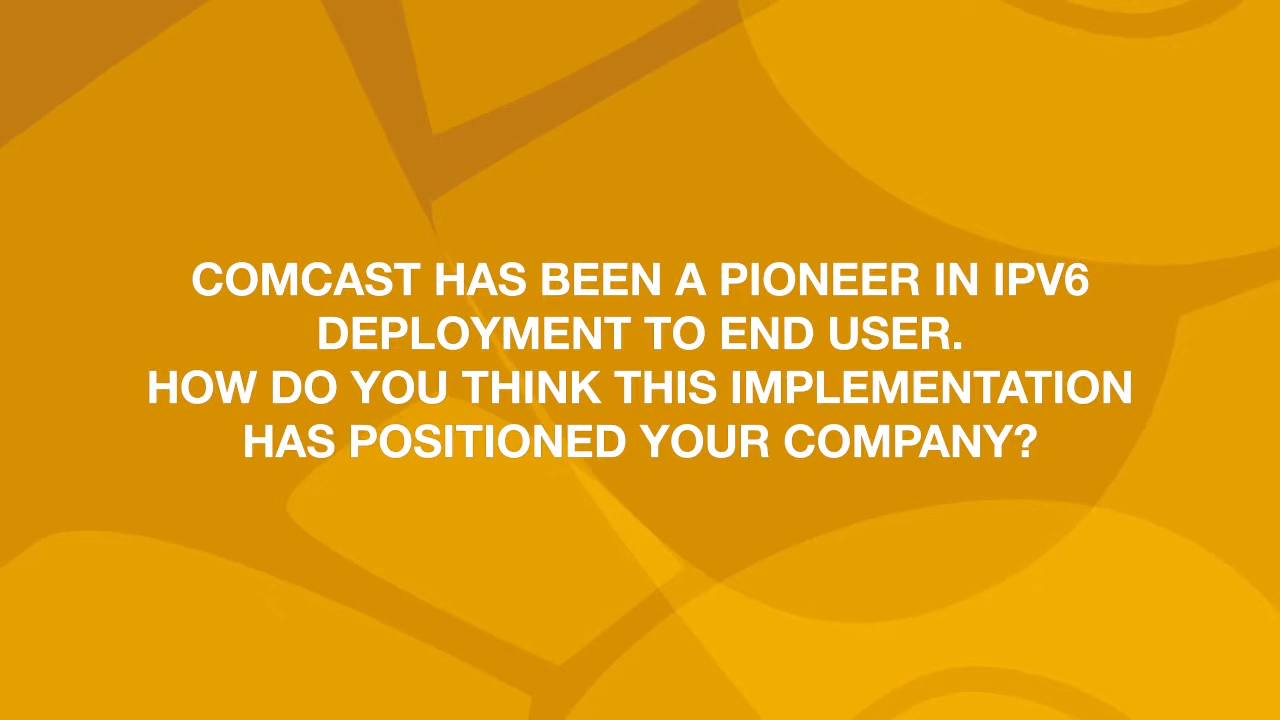 COMCAST HAS BEEN A PIONEER IN IPV6
DEPLOYMENT TO END USER.
HOW DO YOU THINK THIS IMPLEMENTATION
HAS POSITIONED YOUR COMPANY?